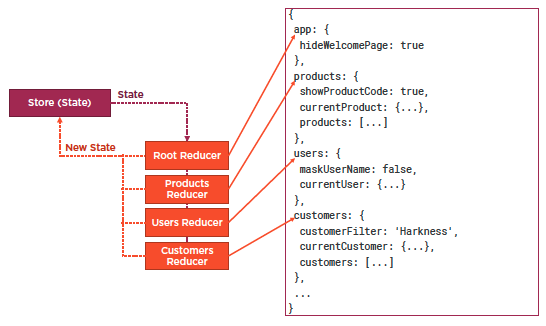 State
Store (State)
New State
Root Reducer
Products
Reducer
Users Reducer
Customers
Reducer
{
app: {
hideWelcomePage: true
},
products: {
showProductCode: true,
currentProduct: {...},
products: [...]
},
users: {
maskUserName: false,
currentUser: {...}
},
customers: {
customerFilter: 'Harkness',
currentCustomer: {...},
customers: [...]
},
...
}